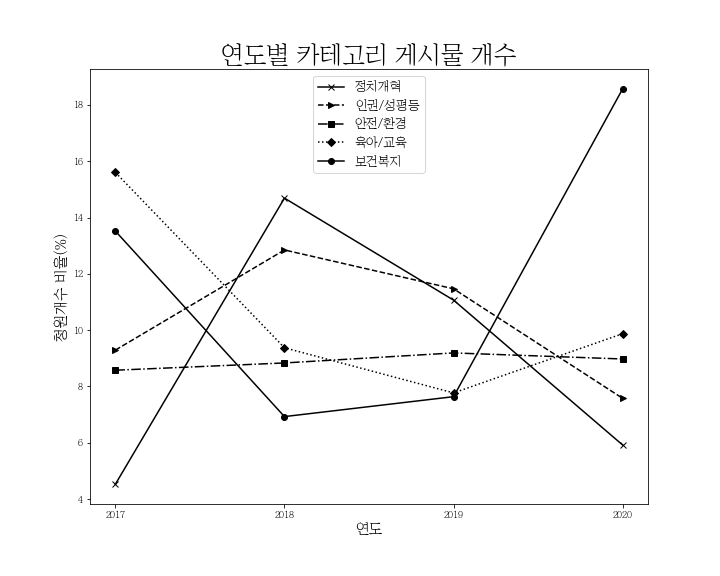 연도별 카테고리 게시물 개수
정치개혁
인권/성평등
안전/환경
육아/교육
보건복지
청원개수 비율(%)
18
16
14
12
10
8
6
4
2017 2018 2019 2020
연도